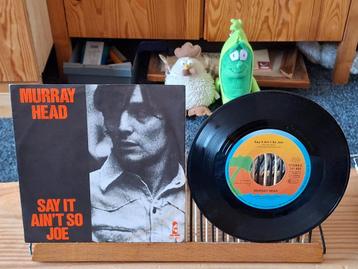 MURRAY
HEAD
SAY IT
AIN'T SO
JOE
Say It Ain't So Joe
MURRAY HEAD